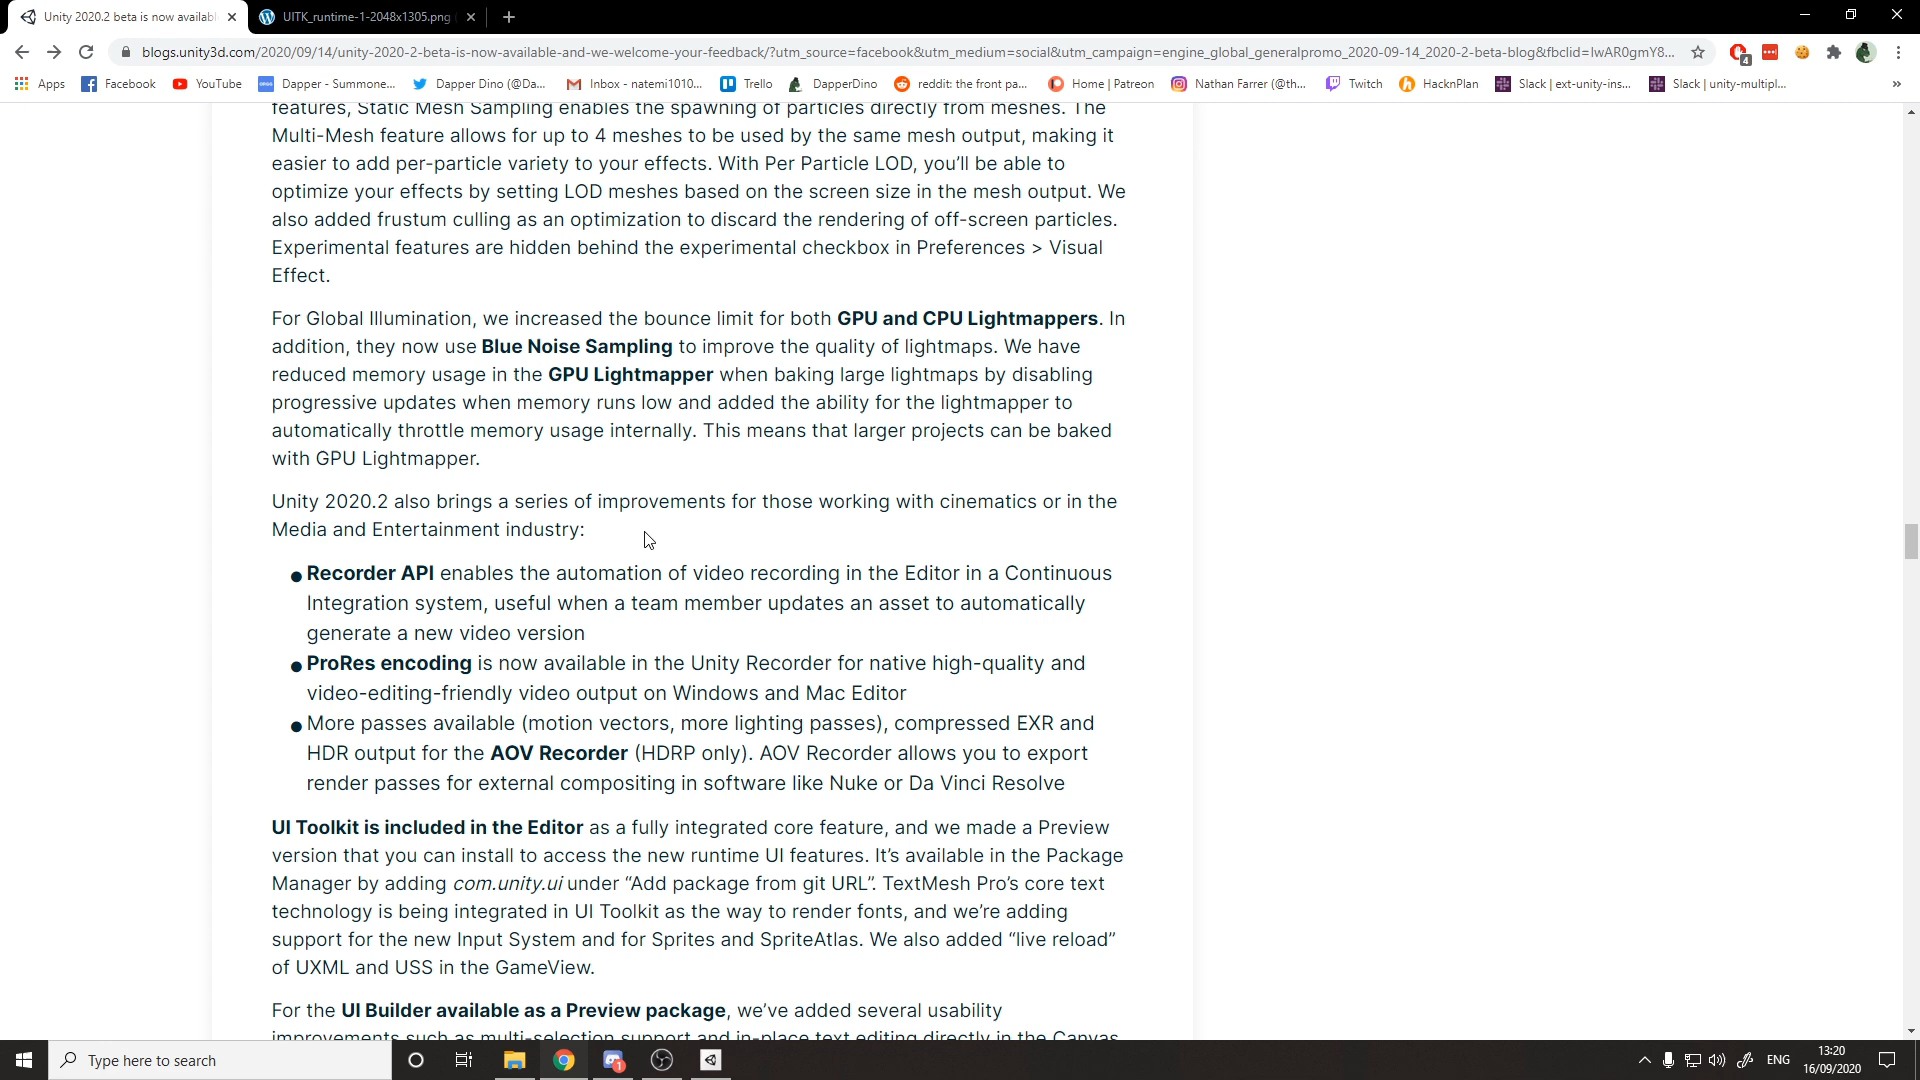 Unity 2020.2 beta is now availabl
UITK_runtime-1-2048x1305.png
blogs.unity3d.com/2020/09/14/unity-2020-2-beta-is-now-available-and-we-welcome-your-feedback/?utm_source=facebook&utm_medium=social&utm_campaign=engine_global_generalpromo_2020-09-14_2020-2-beta-blog&fbclid=IwAR0gmY8...
4
Apps Facebook YouTube Dapper - Summone... Dapper Dino (@Da... Inbox - natemi1010... Trello DapperDino reddit: the front pa... Home | Patreon Nathan Farrer (@th... Twitch HacknPlan Slack | ext-unity-ins... Slack | unity-multipl... »
features, Static Mesh Sampling enables the spawning of particles directly from meshes. The
Multi-Mesh feature allows for up to 4 meshes to be used by the same mesh output, making it
easier to add per-particle variety to your effects. With Per Particle LOD, you'll be able to
optimize your effects by setting LOD meshes based on the screen size in the mesh output. We
also added frustum culling as an optimization to discard the rendering of off-screen particles.
Experimental features are hidden behind the experimental checkbox in Preferences > Visual
Effect.
For Global Illumination, we increased the bounce limit for both GPU and CPU Lightmappers. In
addition, they now use Blue Noise Sampling to improve the quality of lightmaps. We have
reduced memory usage in the GPU Lightmapper when baking large lightmaps by disabling
progressive updates when memory runs low and added the ability for the lightmapper to
automatically throttle memory usage internally. This means that larger projects can be baked
with GPU Lightmapper.
Unity 2020.2 also brings a series of improvements for those working with cinematics or in the
Media and Entertainment industry:
● Recorder API enables the automation of video recording in the Editor in a Continuous
Integration system, useful when a team member updates an asset to automatically
generate a new video version
● ProRes encoding is now available in the Unity Recorder for native high-quality and
video-editing-friendly video output on Windows and Mac Editor
● More passes available (motion vectors, more lighting passes), compressed EXR and
HDR output for the AOV Recorder (HDRP only). AOV Recorder allows you to export
render passes for external compositing in software like Nuke or Da Vinci Resolve
UI Toolkit is included in the Editor as a fully integrated core feature, and we made a Preview
version that you can install to access the new runtime UI features. It's available in the Package
Manager by adding com.unity.ui under “Add package from git URL”. TextMesh Pro's core text
technology is being integrated in UI Toolkit as the way to render fonts, and we're adding
support for the new Input System and for Sprites and SpriteAtlas. We also added “live reload”
of UXML and USS in the GameView.
For the UI Builder available as a Preview package, we've added several usability
improvements such as multi-selection support and in-place text editing directly in the Canvas
Type here to search
1
ENG
13:20
16/09/2020